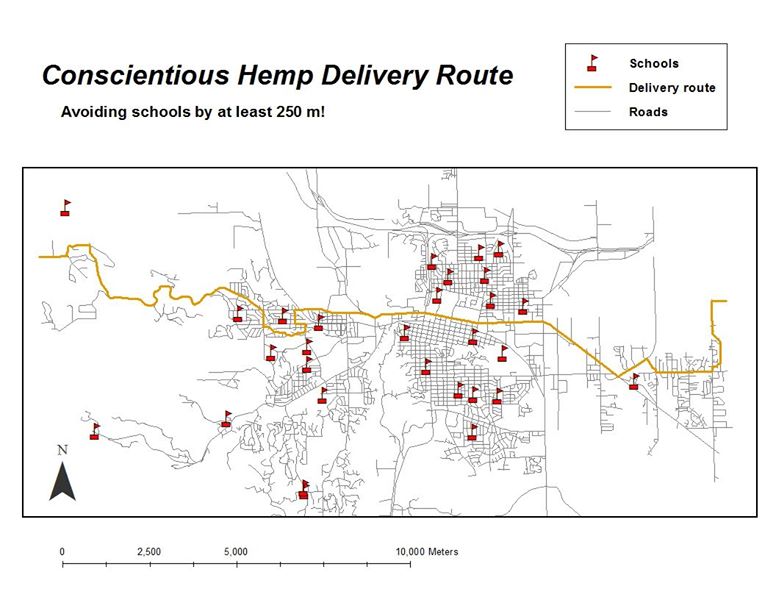 Conscientious Hemp Delivery Route
Avoiding schools by at least 250 m!
Schools
Delivery route
Roads
N
0 2,500 5,000 10,000 Meters